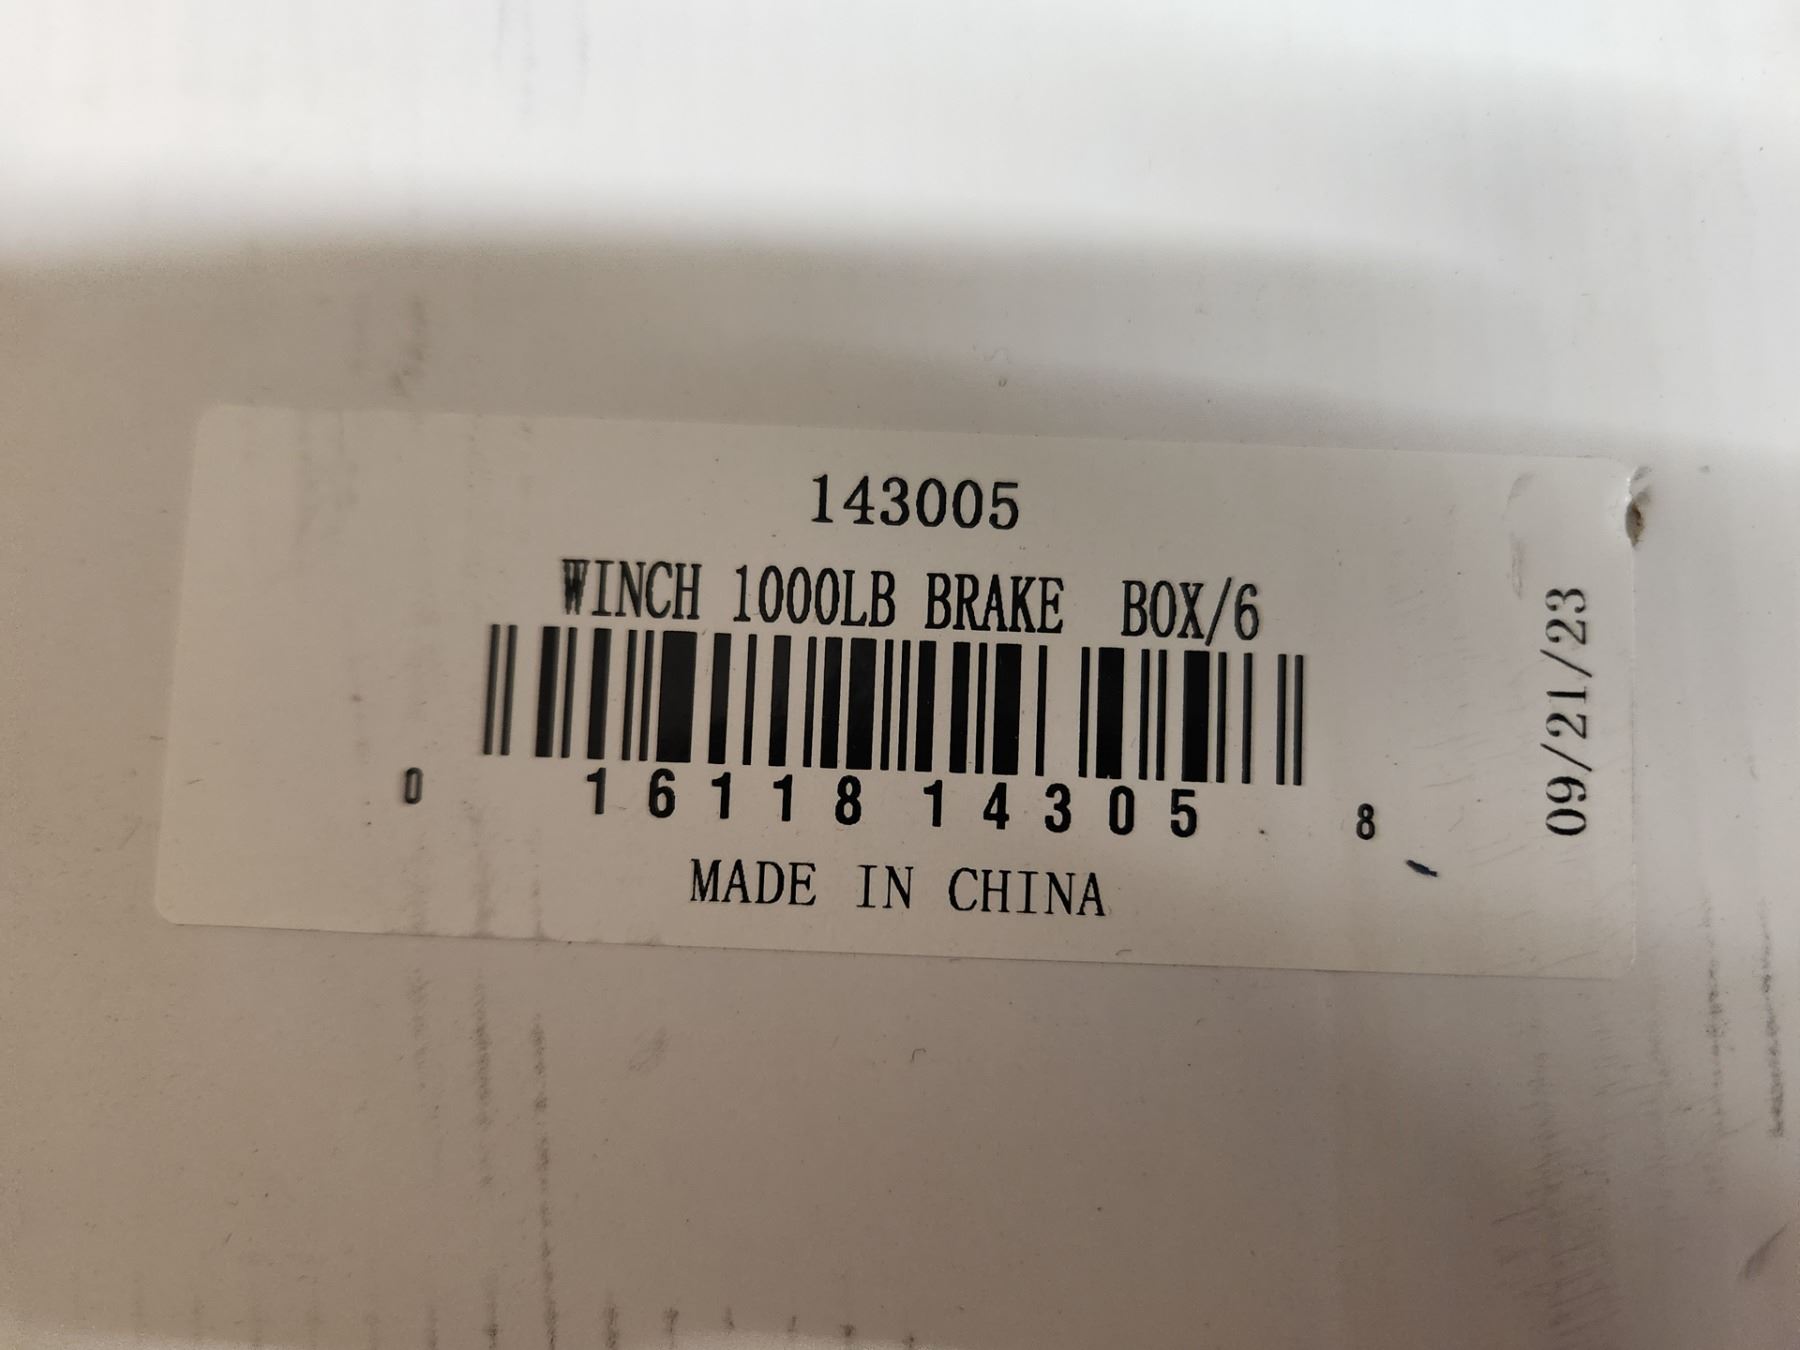 143005
WINCH 1000LB BRAKE BOX/6
0 16118 14305 8
MADE IN CHINA
09/21/23